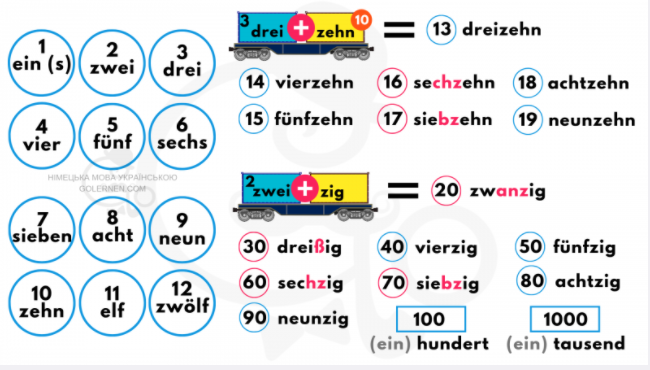 1
ein (s)
2
zwei
3
drei
4
vier
5
fünf
6
sechs
НІМЕЦЬКА МОВА УКРАЇНСЬКОЮ
GOLERNEN.COM
7
sieben
8
acht
9
neun
10
zehn
11
elf
12
zwölf
3 drei + zehn 10 = 13 dreizehn
14 vierzehn 16 sechzehn 18 achtzehn
15 fünfzehn 17 siebzehn 19 neunzehn
2 zwei + zig = 20 zwanzig
30 dreißig 40 vierzig 50 fünfzig
60 sechzig 70 siebzig 80 achtzig
90 neunzig 100 1000
(ein) hundert (ein) tausend